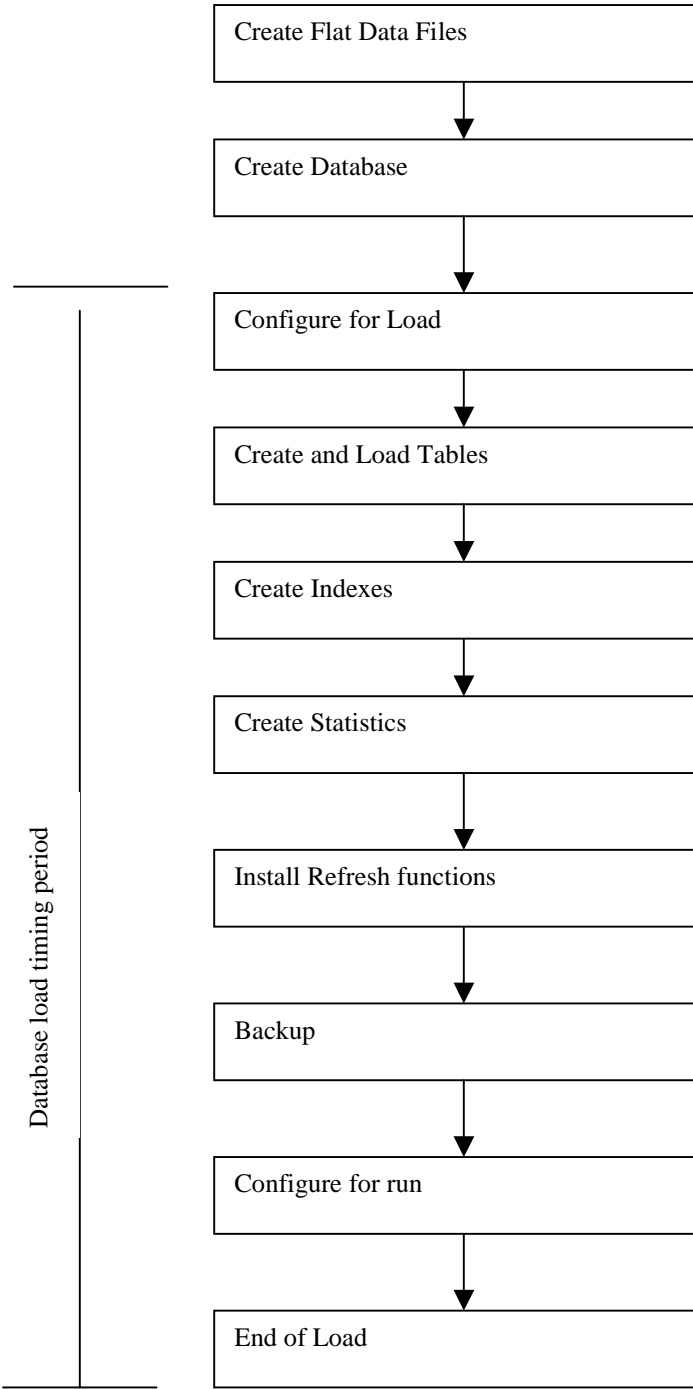 Create Flat Data Files
Create Database
Configure for Load
Create and Load Tables
Create Indexes
Create Statistics
Install Refresh functions
Backup
Configure for run
End of Load
Database load timing period